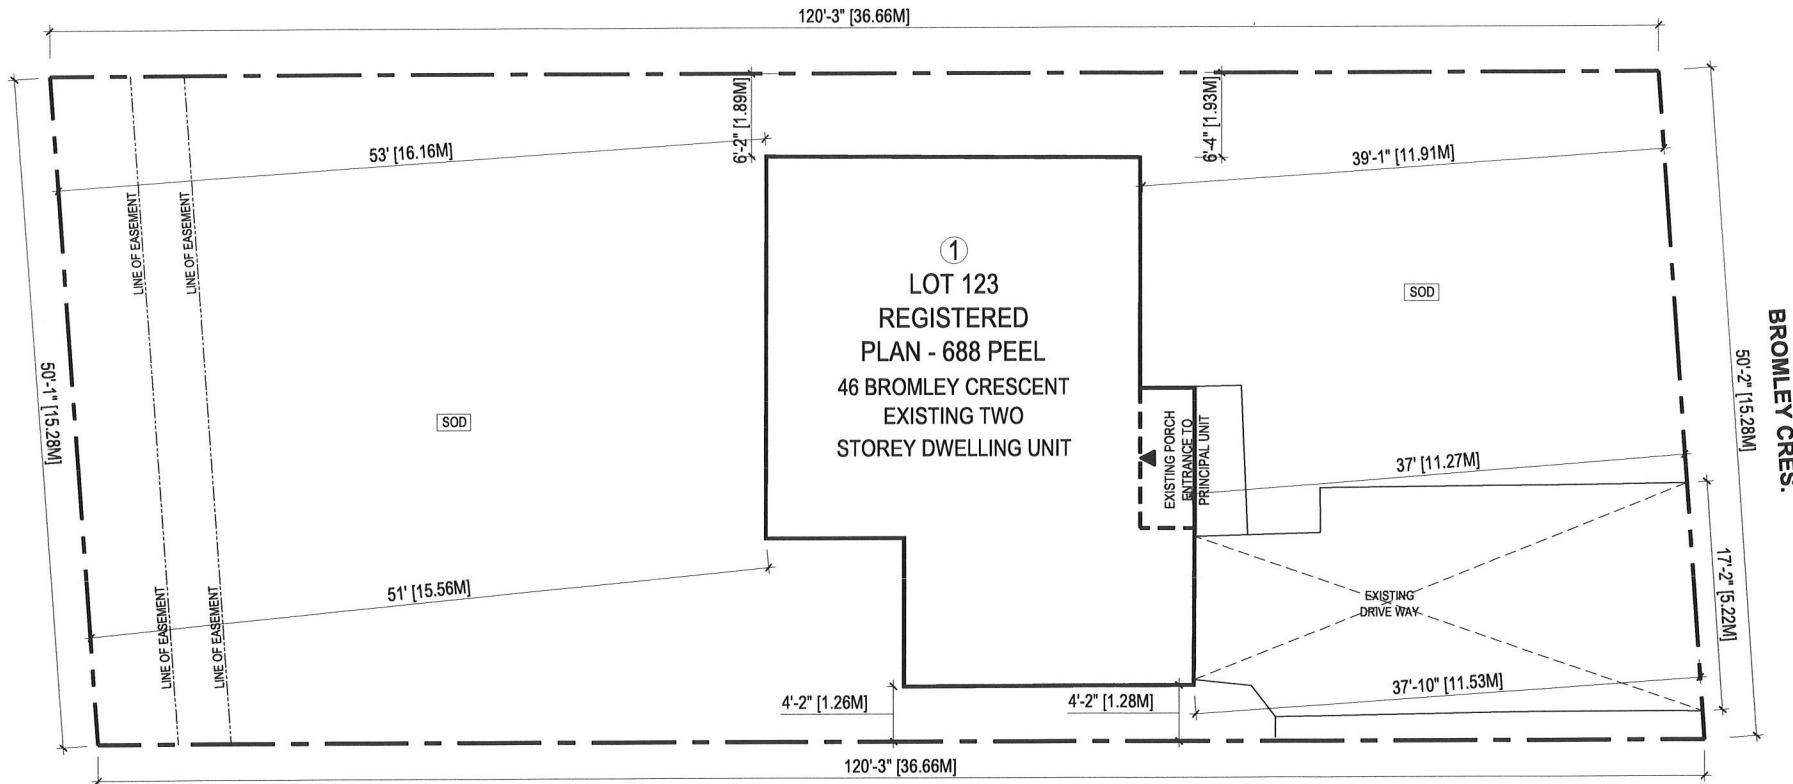 120'-3" [36.66M]
6'-2" [1.89M]
6'-4" [1.93M]
53' [16.16M]
39'-1" [11.91M]
LINE OF EASEMENT
LINE OF EASEMENT
1
LOT 123
REGISTERED
PLAN - 688 PEEL
46 BROMLEY CRESCENT
EXISTING TWO
STOREY DWELLING UNIT
SOD
SOD
BROMLEY CRES.
50'-1" [15.28M]
50'-2" [15.28M]
EXISTING PORCH
ENTRANCE TO
PRINCIPAL UNIT
37' [11.27M]
17'-2" [5.22M]
51' [15.56M]
EXISTING
DRIVE WAY
LINE OF EASEMENT
LINE OF EASEMENT
4'-2" [1.26M]
4'-2" [1.28M]
37'-10" [11.53M]
120'-3" [36.66M]